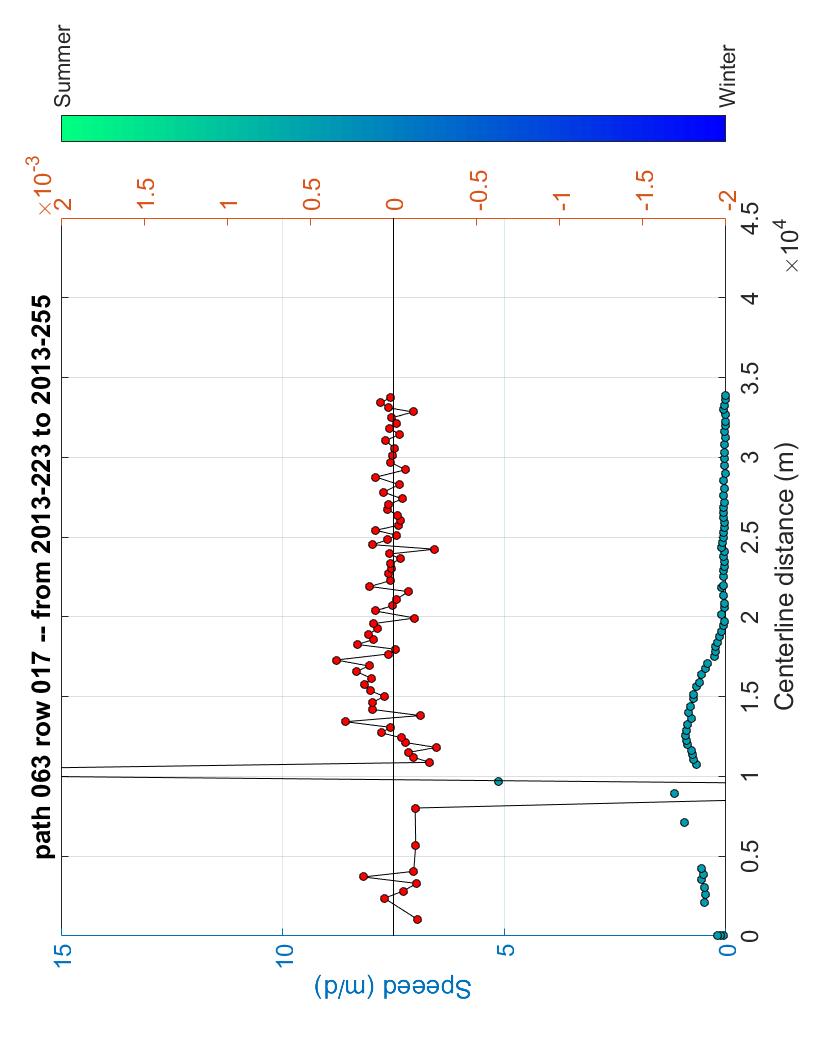 path 063 row 017 -- from 2013-223 to 2013-255
Speeed (m/d)
15
10
5
0
0 0.5 1 1.5 2 2.5 3 3.5 4 4.5
×10⁴
Centerline distance (m)
×10⁻³
2
1.5
1
0.5
0
-0.5
-1
-1.5
-2
Summer
Winter